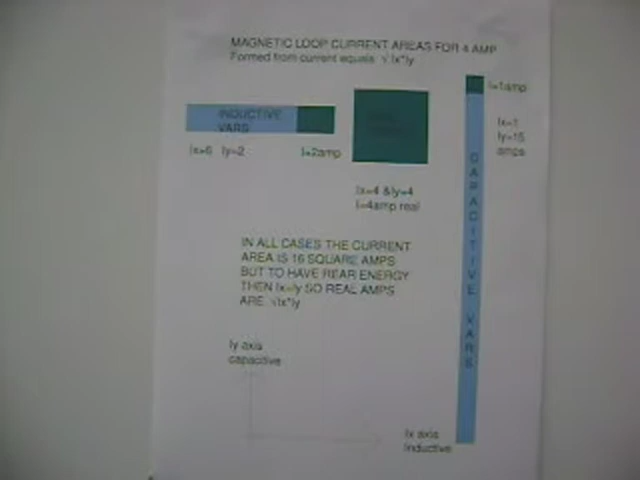 MAGNETIC LOOP CURRENT AREAS FOR 4 AMP
Formed from current equals √Ix*Iy
I=1amp
INDUCTIVE
VARS
Ix=1
Iy=15
amps
Iy=2
I=2amp
Ix=4 &Iy=4
I=4amp real
CAPACITIVE VARS
IN ALL CASES THE CURRENT
AREA IS 16 SQUARE AMPS
BUT TO HAVE REAR ENERGY
THEN Ix=Iy SO REAL AMPS
ARE √Ix*Iy
Iy axis
capacitive
Ix axis
Inductive